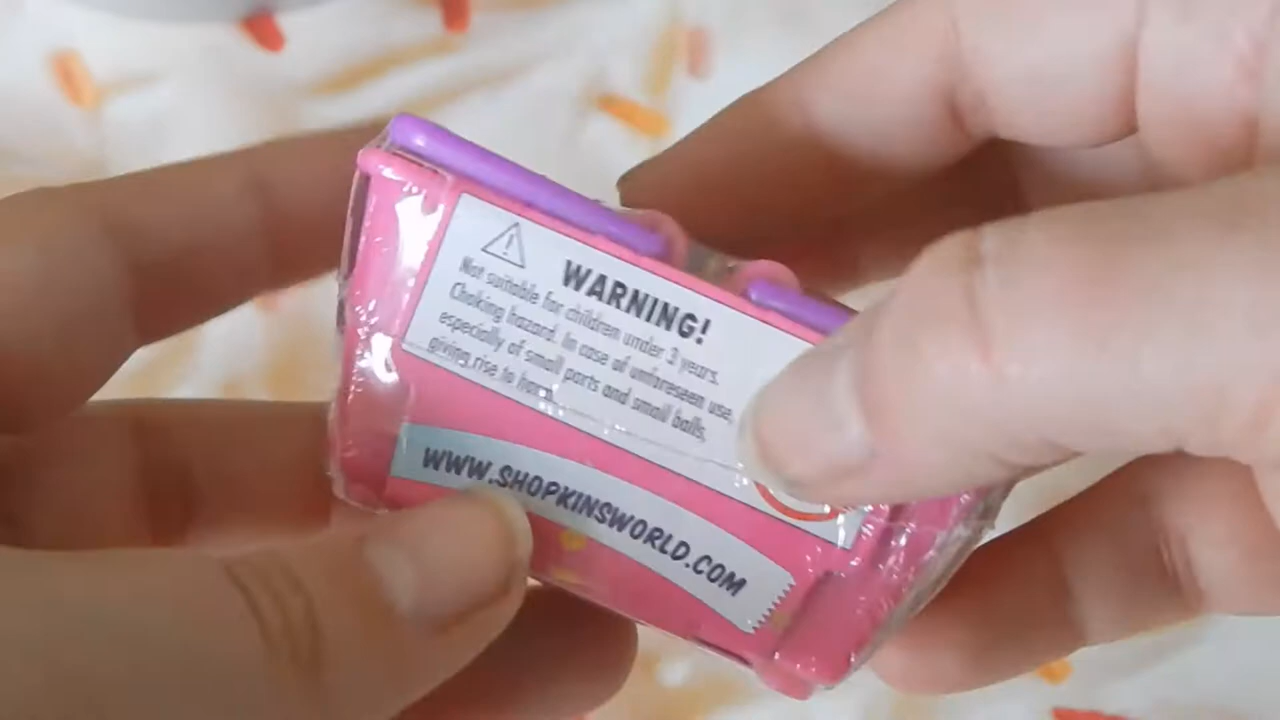 WARNING!
Not suitable for children under 3 years.
Choking hazard. In case of unforeseen use,
especially of small parts and small balls,
giving rise to harm.
WWW.SHOPKINSWORLD.COM